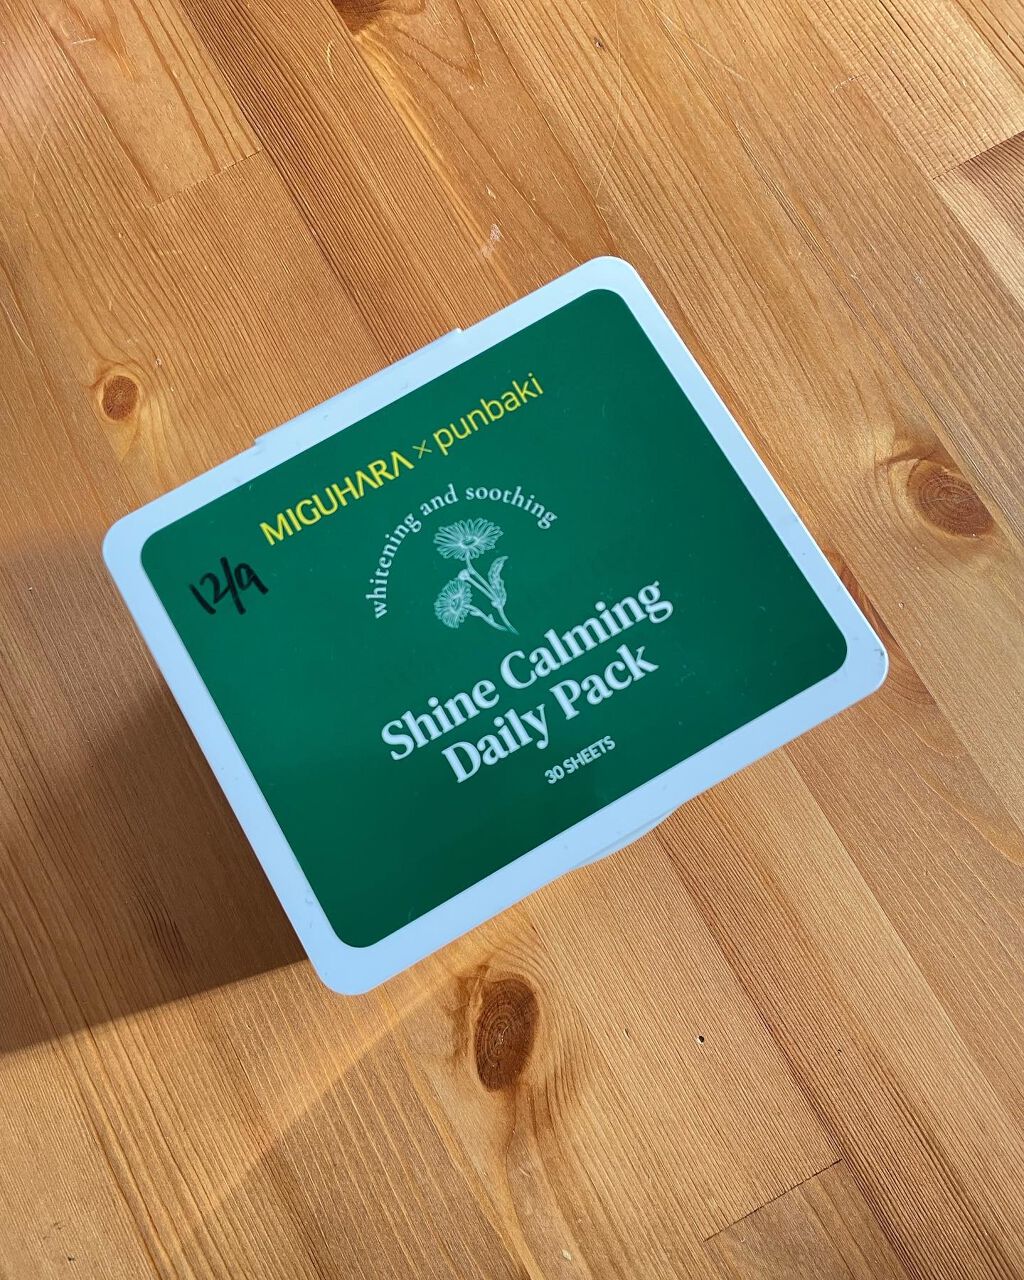 MIGUHARA × punbaki
12/9
whitening and soothing
Shine Calming
Daily Pack
30 SHEETS